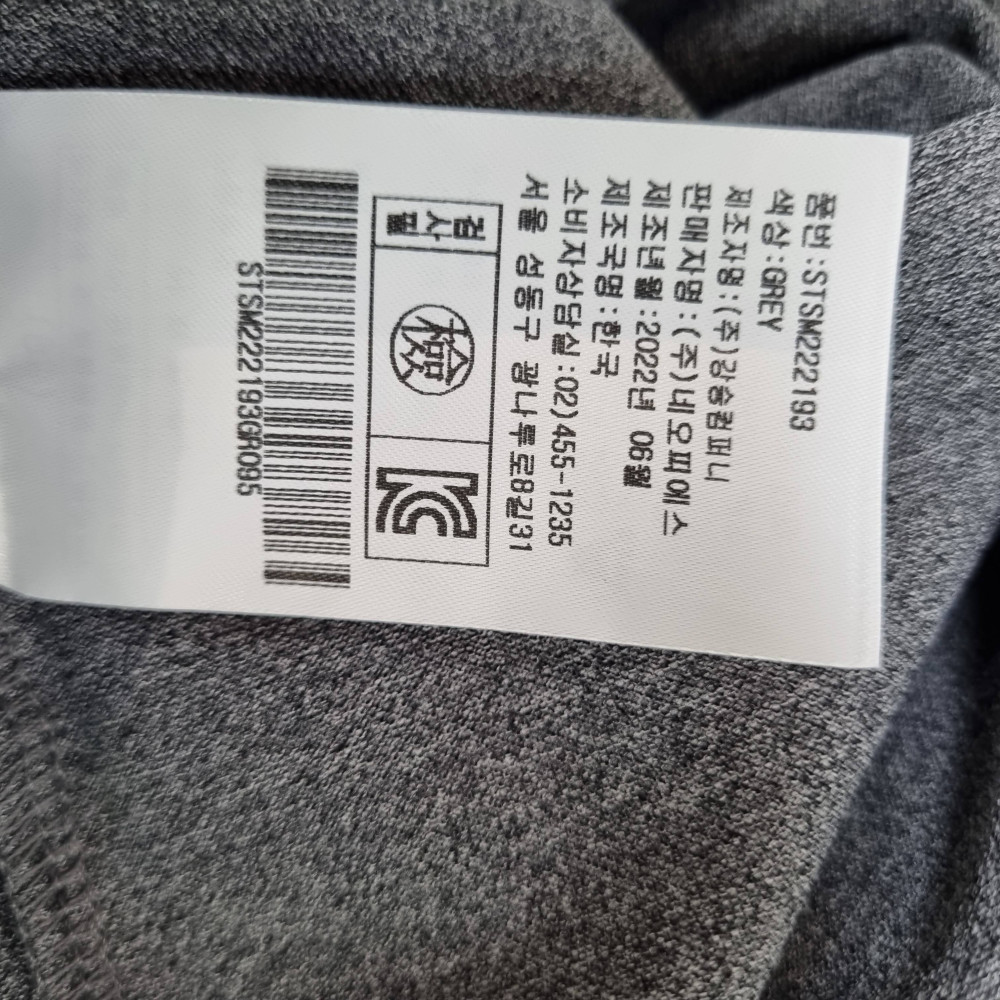 품번:STSM222193
색상:GREY
제조자명:(주)강승컴퍼니
판매자명:(주)네오피에스
제조년월:2022년 06월
제조국명:한국
소비자상담실:02)455-1235
서울 성동구 광나루로8길31
검사필
檢
KC
STSM222193GR095